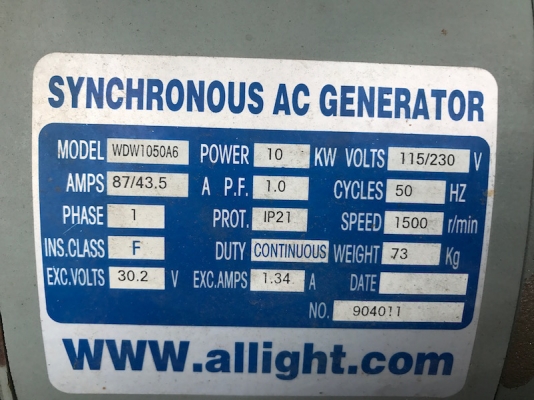 SYNCHRONOUS AC GENERATOR
MODEL WDW1050A6 POWER 10 KW VOLTS 115/230 V
AMPS 87/43.5 A P.F. 1.0 CYCLES 50 HZ
PHASE 1 PROT. IP21 SPEED 1500 r/min
INS.CLASS F DUTY CONTINUOUS WEIGHT 73 Kg
EXC.VOLTS 30.2 V EXC.AMPS 1.34 A DATE
NO. 904011
WWW.allight.com